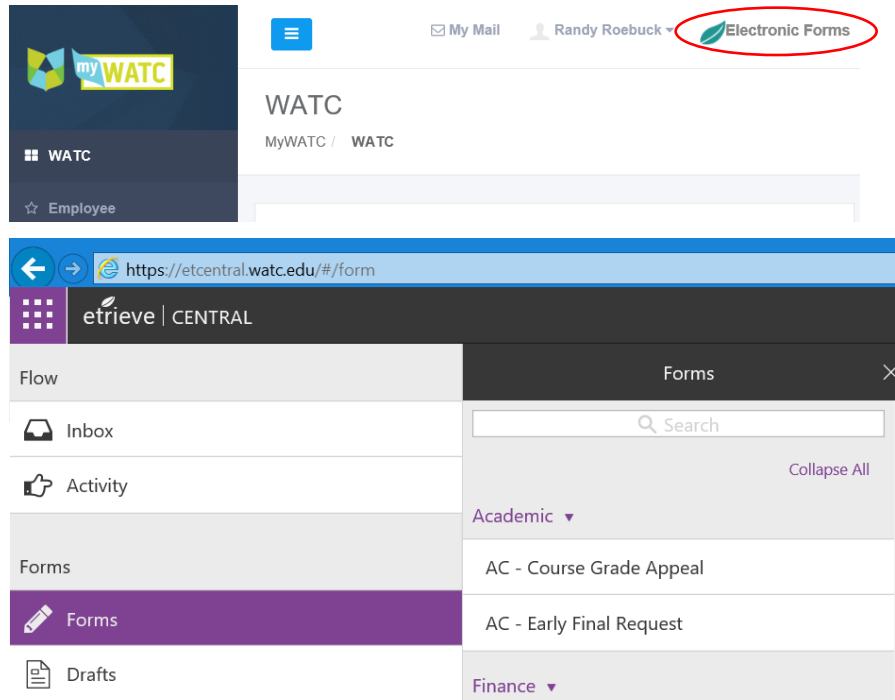 my WATC
My Mail Randy Roebuck Electronic Forms
WATC
MyWATC / WATC
WATC
Employee
https://etcentral.watc.edu/#/form
etrieve | CENTRAL
Flow
Inbox
Activity
Forms
Forms
Drafts
Forms
Search
Collapse All
Academic
AC - Course Grade Appeal
AC - Early Final Request
Finance